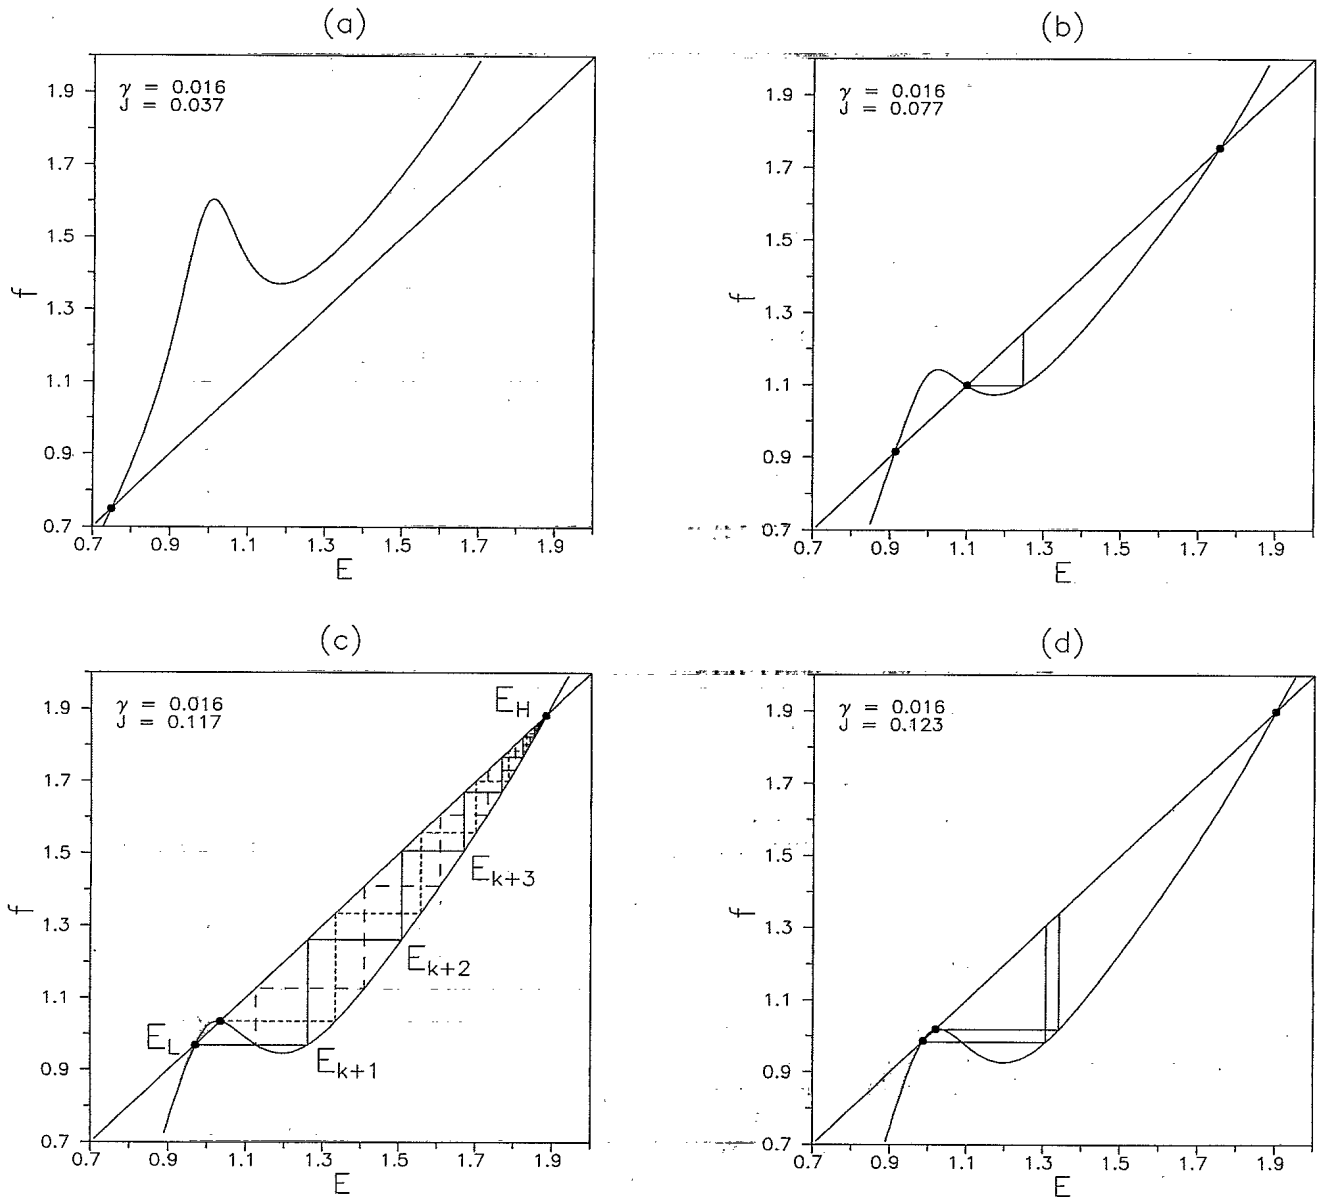 (a)
γ = 0.016
J = 0.037
f
1.9
1.7
1.5
1.3
1.1
0.9
0.7
0.7 0.9 1.1 1.3 1.5 1.7 1.9
E
(b)
γ = 0.016
J = 0.077
f
1.9
1.7
1.5
1.3
1.1
0.9
0.7
0.7 0.9 1.1 1.3 1.5 1.7 1.9
E
(c)
γ = 0.016
J = 0.117
E_H
E_L
E_{k+1}
E_{k+2}
E_{k+3}
f
1.9
1.7
1.5
1.3
1.1
0.9
0.7
0.7 0.9 1.1 1.3 1.5 1.7 1.9
E
(d)
γ = 0.016
J = 0.123
f
1.9
1.7
1.5
1.3
1.1
0.9
0.7
0.7 0.9 1.1 1.3 1.5 1.7 1.9
E